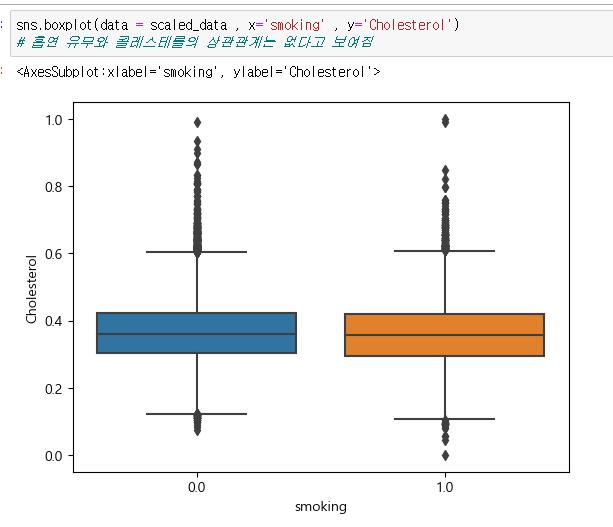 : sns.boxplot(data = scaled_data , x='smoking' , y='Cholesterol')
# 흡연 유무와 콜레스테롤의 상관관계는 없다고 보여짐
: <AxesSubplot:xlabel='smoking', ylabel='Cholesterol'>
1.0
0.8
0.6
0.4
0.2
0.0
Cholesterol
0.0 1.0
smoking